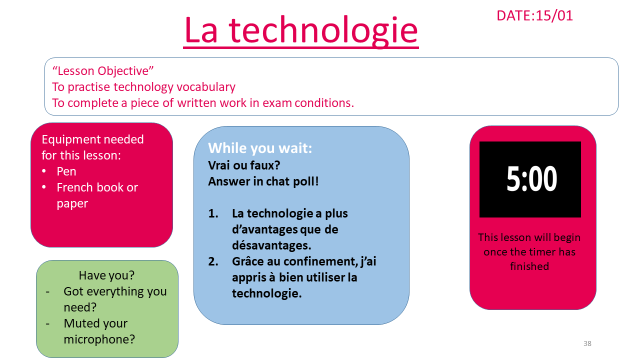 La technologie
DATE:15/01
“Lesson Objective”
To practise technology vocabulary
To complete a piece of written work in exam conditions.
Equipment needed
for this lesson:
• Pen
• French book or
paper
While you wait:
Vrai ou faux?
Answer in chat poll!
1. La technologie a plus
d’avantages que de
désavantages.
2. Grâce au confinement, j’ai
appris à bien utiliser la
technologie.
5:00
This lesson will begin
once the timer has
finished
Have you?
- Got everything you
need?
- Muted your
microphone?
38